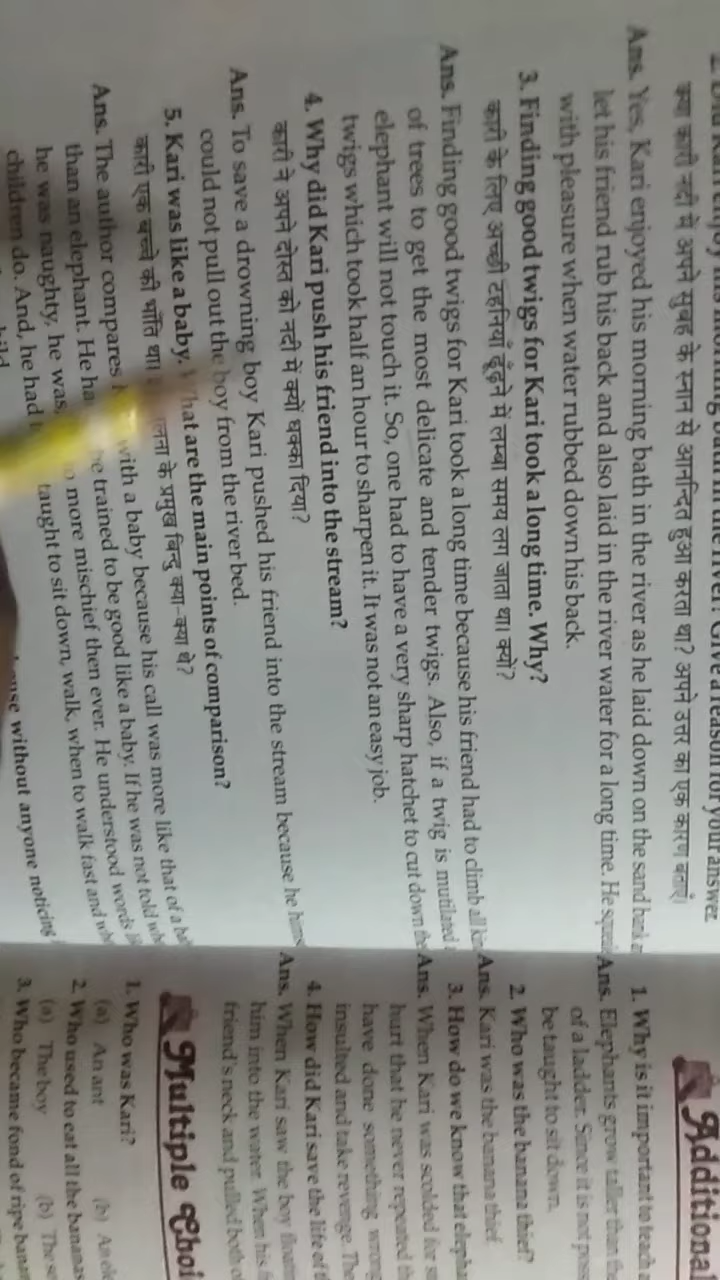 क्या कारी नदी में अपने सुबह के स्नान से आनन्दित हुआ करता था? अपने उत्तर का एक कारण बताएं।
Ans. Yes, Kari enjoyed his morning bath in the river as he laid down on the sand bank
let his friend rub his back and also laid in the river water for a long time. He
with pleasure when water rubbed down his back.
3. Finding good twigs for Kari took a long time. Why?
कारी के लिए अच्छी टहनियाँ ढूँढ़ने में लम्बा समय लग जाता था। क्यों?
Ans. Finding good twigs for Kari took a long time because his friend had to climb all
of trees to get the most delicate and tender twigs. Also, if a twig is mutilated
elephant will not touch it. So, one had to have a very sharp hatchet to cut down
twigs which took half an hour to sharpen it. It was not an easy job.
4. Why did Kari push his friend into the stream?
कारी ने अपने दोस्त को नदी में क्यों धक्का दिया?
Ans. To save a drowning boy Kari pushed his friend into the stream because he
could not pull out the boy from the river bed.
5. Kari was like a baby. What are the main points of comparison?
कारी एक बच्चे की भाँति था। के प्रमुख बिन्दु क्या-क्या थे?
Ans. The author compares with a baby because his call was more like that of a
than an elephant. He be trained to be good like a baby. If he was not told
he was naughty, he was, more mischief then ever. He understood words
children do. And, he had taught to sit down, walk, when to walk fast and
without anyone noticing
Additional
1. Why is it important to teach
Ans. Elephants grow taller than
of a ladder. Since it is not
be taught to sit down.
2. Who was the banana thief?
Ans. Kari was the banana thief.
3. How do we know that
Ans. When Kari was scolded for
hurt that he never repeated
have done something wrong
insulted and take revenge.
4. How did Kari save the life of
Ans. When Kari saw the boy
him into the water. When his
friend's neck and pulled both
Multiple
1. Who was Kari?
(a) An ant (b) An
2. Who used to eat all the bananas
(a) The boy (b) The
3. Who became fond of ripe